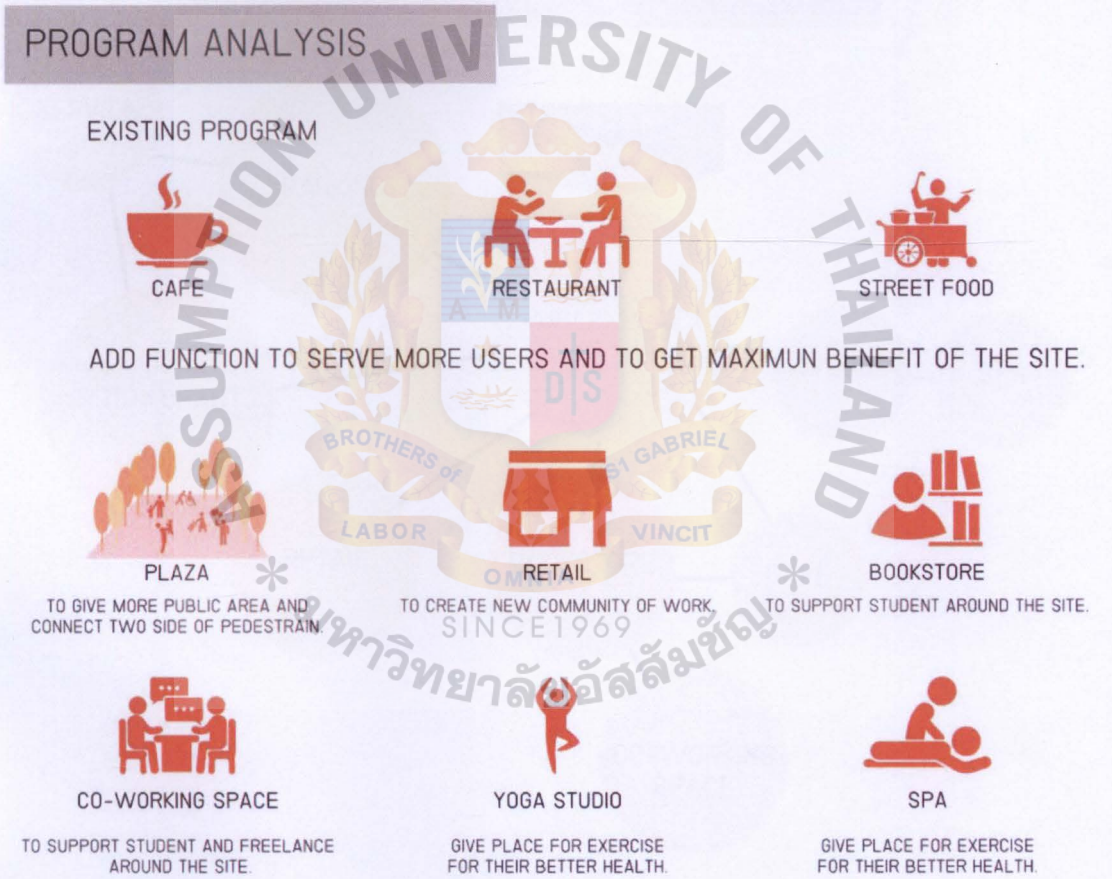 PROGRAM ANALYSIS
UNIVERSITY OF THAILAND
ASSUMPTION
EXISTING PROGRAM
CAFE
RESTAURANT
STREET FOOD
A M
ADD FUNCTION TO SERVE MORE USERS AND TO GET MAXIMUN BENEFIT OF THE SITE.
D S
BROTHERS of
ST GABRIEL
LABOR
VINCIT
OMNIA
PLAZA
RETAIL
BOOKSTORE
TO GIVE MORE PUBLIC AREA AND
CONNECT TWO SIDE OF PEDESTRAIN.
TO CREATE NEW COMMUNITY OF WORK.
TO SUPPORT STUDENT AROUND THE SITE.
SINCE1969
มหาวิทยาลัยอัสสัมชัญ
CO-WORKING SPACE
YOGA STUDIO
SPA
TO SUPPORT STUDENT AND FREELANCE
AROUND THE SITE.
GIVE PLACE FOR EXERCISE
FOR THEIR BETTER HEALTH.
GIVE PLACE FOR EXERCISE
FOR THEIR BETTER HEALTH.